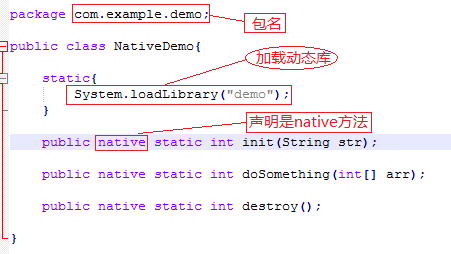 package com.example.demo;
包名
public class NativeDemo{
加载动态库
static{
System.loadLibrary("demo");
}
声明是native方法
public native static int init(String str);
public native static int doSomething(int[] arr);
public native static int destroy();
}